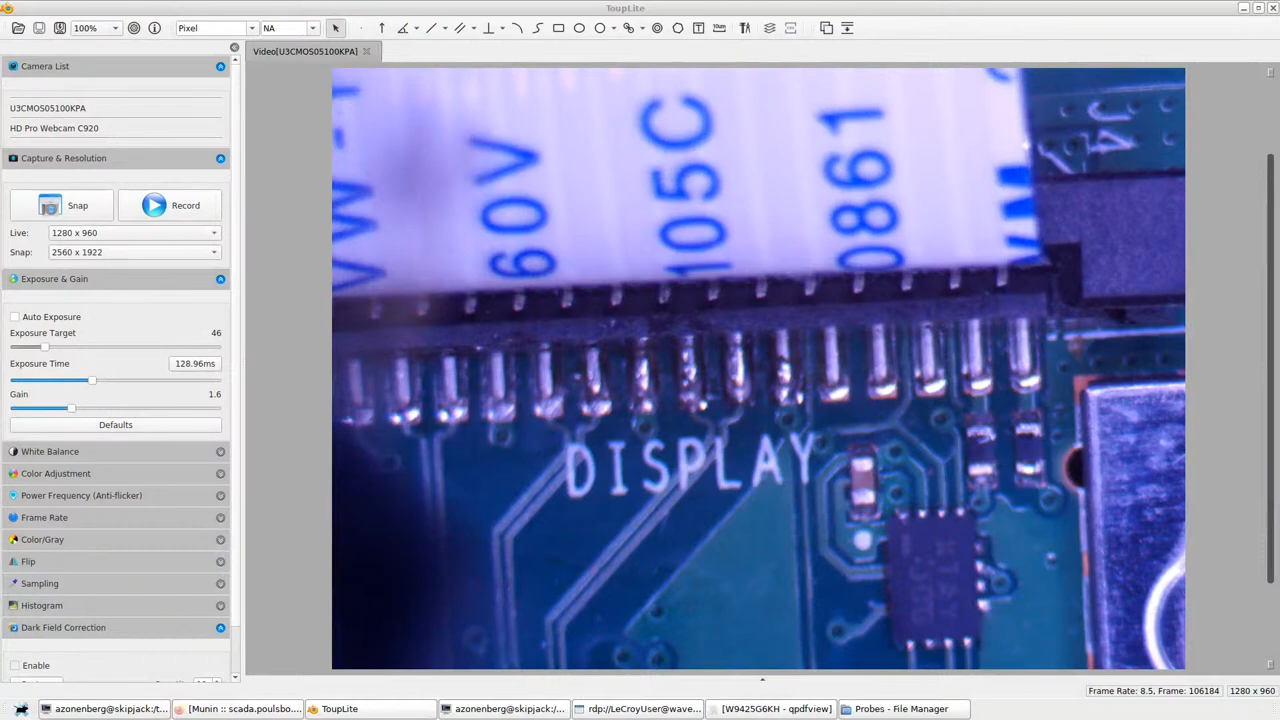 ToupLite
100%
Pixel
NA
Video[U3CMOS05100KPA]
Camera List
U3CMOS05100KPA
HD Pro Webcam C920
Capture & Resolution
Snap
Record
Live:
1280 x 960
Snap:
2560 x 1922
Exposure & Gain
Auto Exposure
Exposure Target
46
Exposure Time
128.96ms
Gain
1.6
Defaults
White Balance
Color Adjustment
Power Frequency (Anti-flicker)
Frame Rate
Color/Gray
Flip
Sampling
Histogram
Dark Field Correction
Enable
60V
105C
0861
DISPLAY
Frame Rate: 8.5, Frame: 106184
1280 x 960
azonenberg@skipjack:/t...
[Munin :: scada.poulsbo...
ToupLite
azonenberg@skipjack:/...
rdp://LeCroyUser@wave...
[W9425G6KH - qpdfview]
Probes - File Manager